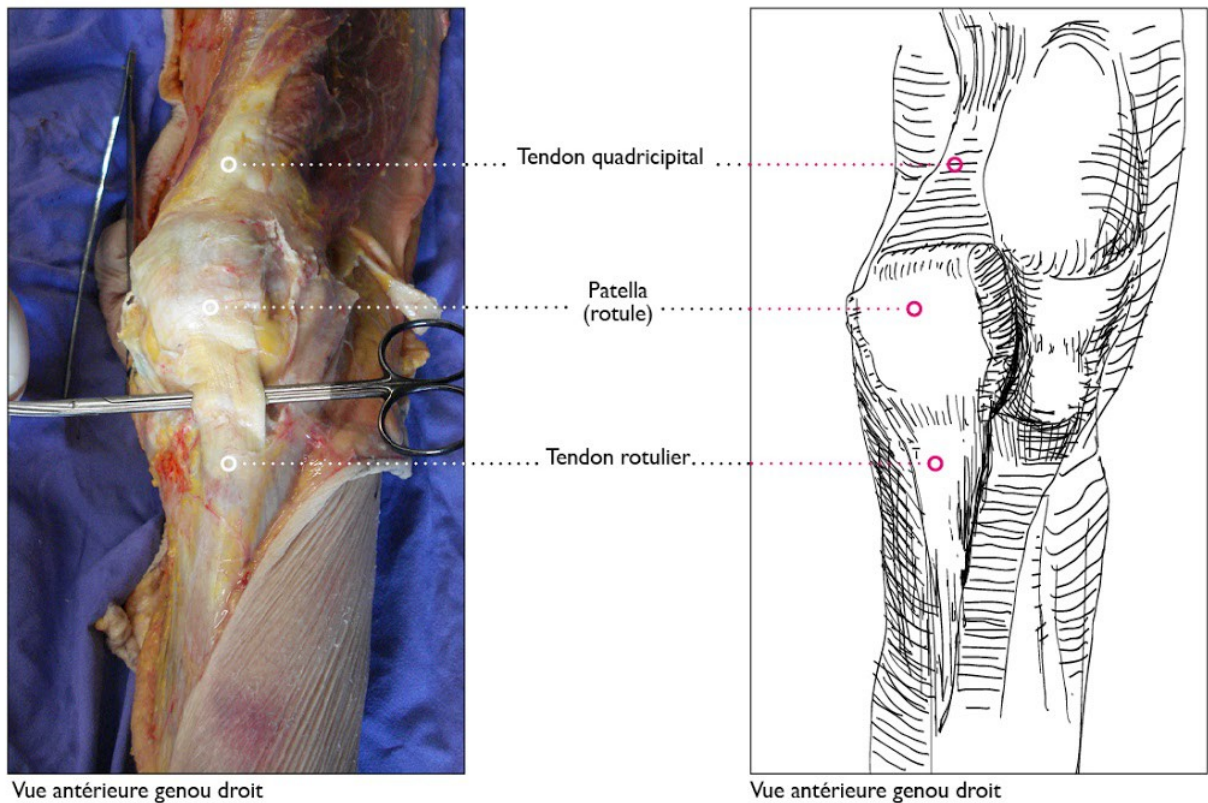 Tendon quadricipital
Patella
(rotule)
Tendon rotulier
Vue antérieure genou droit
Vue antérieure genou droit